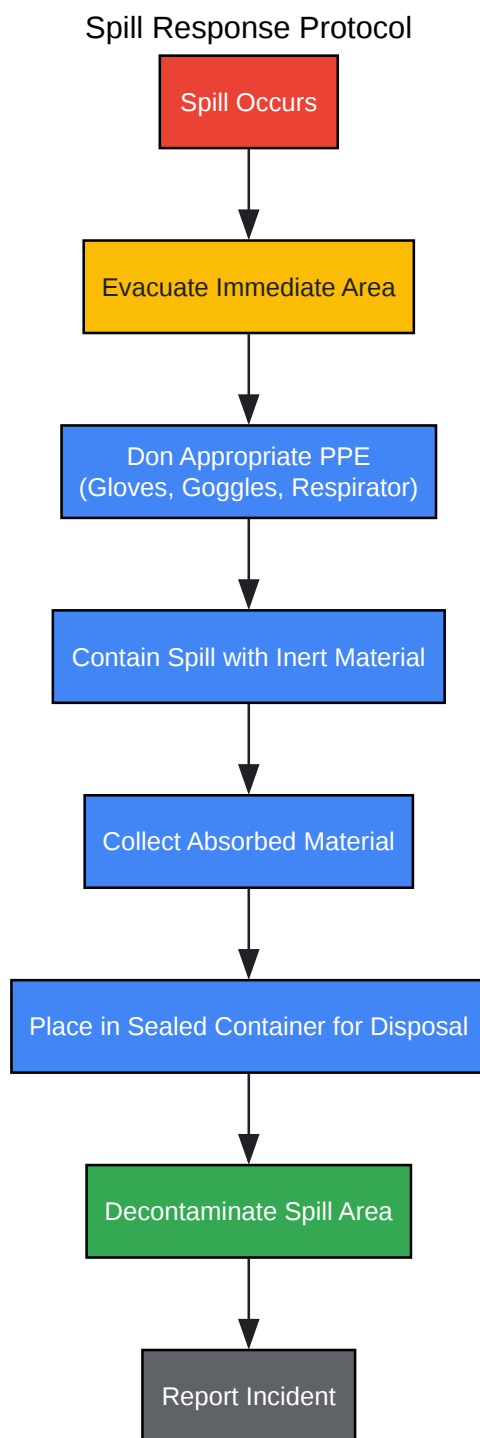 Spill Response Protocol
Spill Occurs
Evacuate Immediate Area
Don Appropriate PPE
(Gloves, Goggles, Respirator)
Contain Spill with Inert Material
Collect Absorbed Material
Place in Sealed Container for Disposal
Decontaminate Spill Area
Report Incident